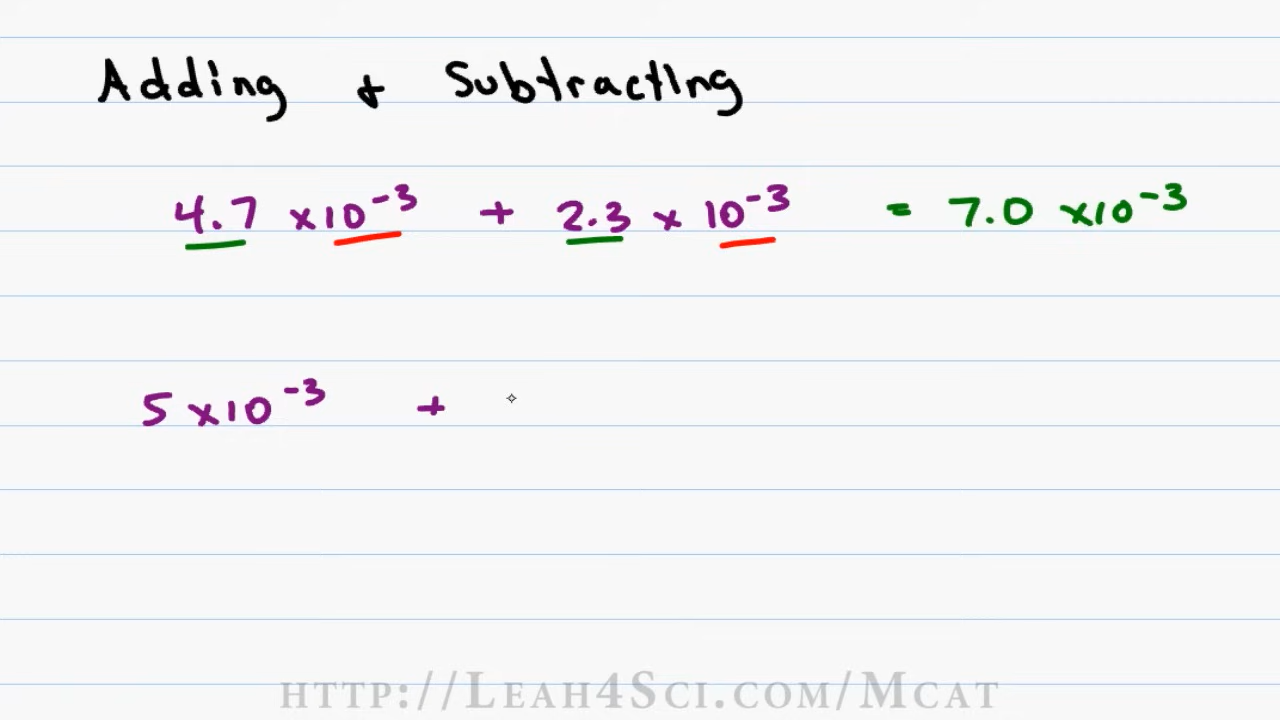 Adding & Subtracting
4.7 x10⁻³ + 2.3 x 10⁻³ = 7.0 x10⁻³
5 x10⁻³ +
http://Leah4Sci.com/Mcat